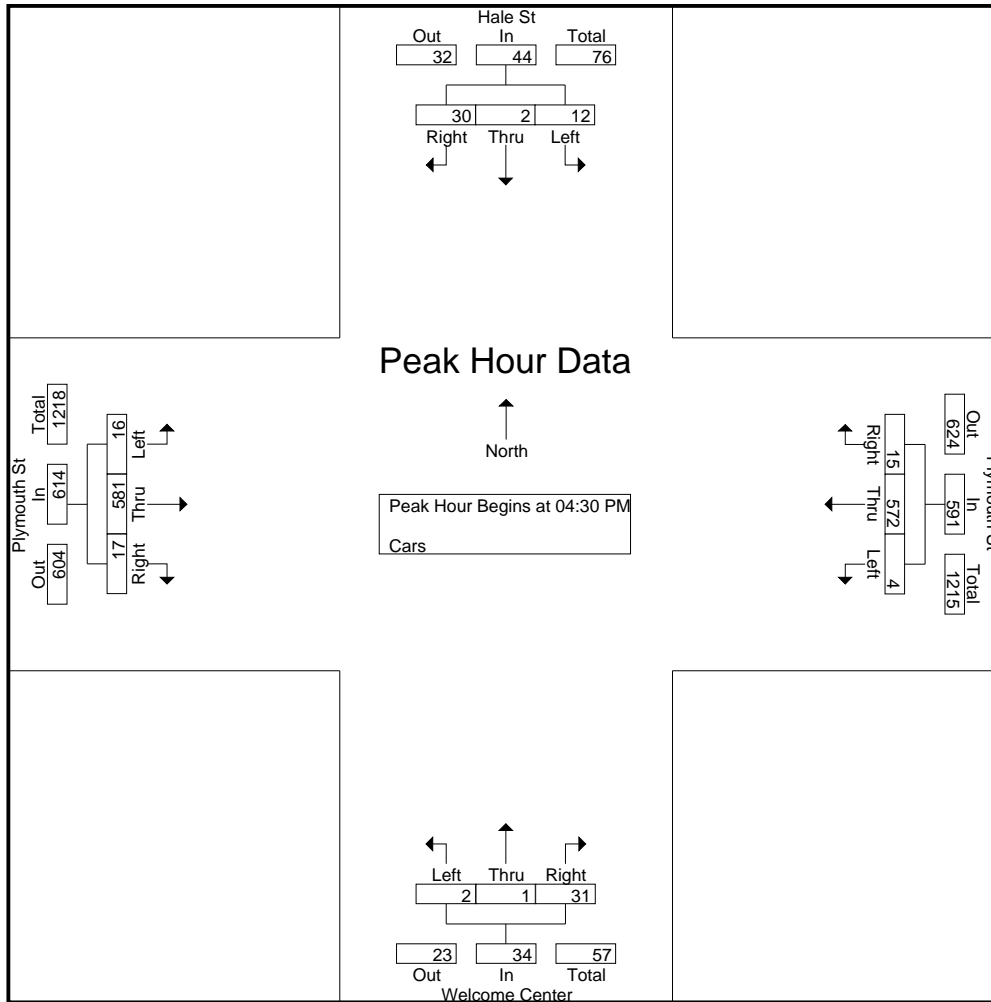 Hale St
Out In Total
32 44 76
30 2 12
Right Thru Left
Peak Hour Data
North
Peak Hour Begins at 04:30 PM
Cars
Plymouth St
Out In Total
604 614 1218
17 581 16
Right Thru Left
Plymouth St
Out In Total
624 591 1215
15 572 4
Right Thru Left
Left Thru Right
2 1 31
23 34 57
Out In Total
Welcome Center